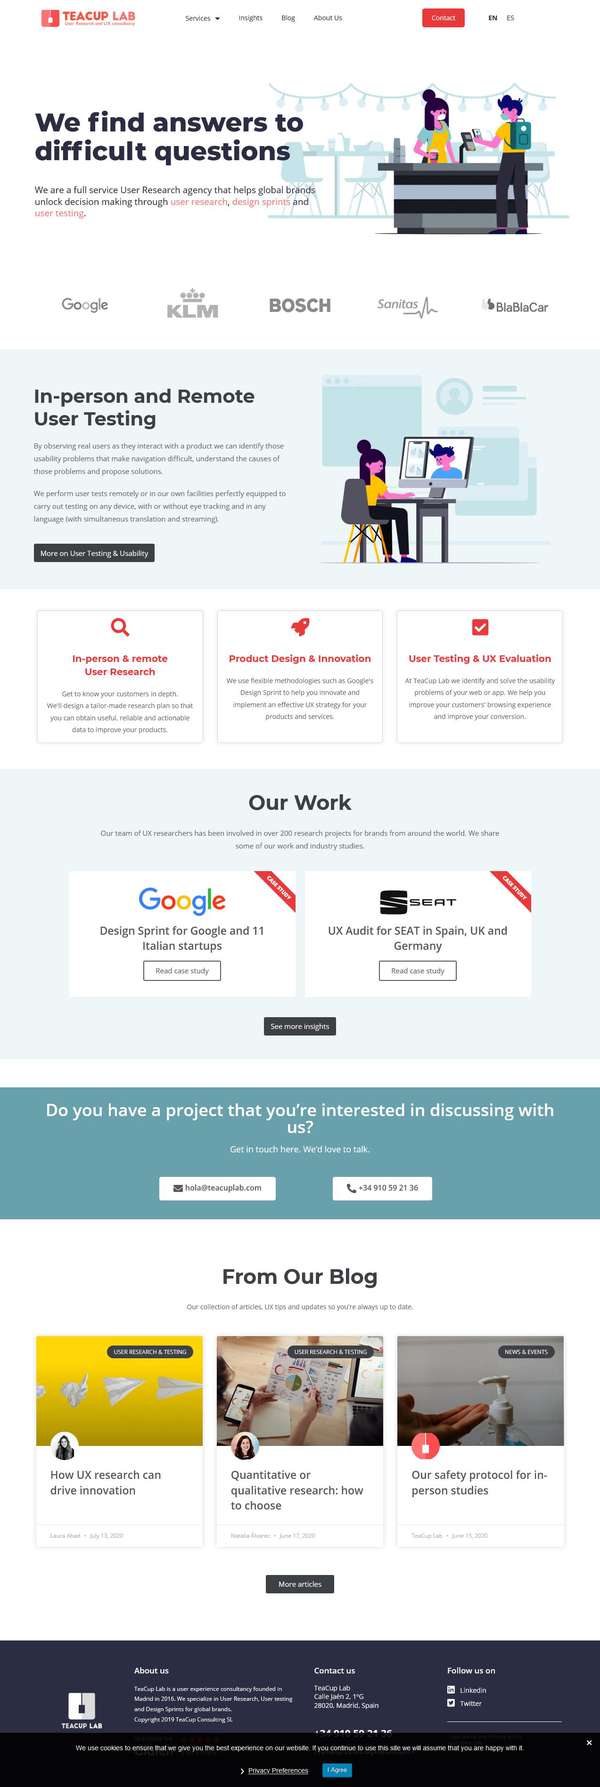 TEACUP LAB
User Research and UX consultancy
Services
Insights
Blog
About Us
Contact
EN
ES
We find answers to
difficult questions
We are a full service User Research agency that helps global brands
unlock decision making through user research, design sprints and
user testing.
Google
KLM
BOSCH
Sanitas
BlaBlaCar
In-person and Remote
User Testing
By observing real users as they interact with a product we can identify those
usability problems that make navigation difficult, understand the causes of
those problems and propose solutions.
We perform user tests remotely or in our own facilities perfectly equipped to
carry out testing on any device, with or without eye tracking and in any
language (with simultaneous translation and streaming).
More on User Testing & Usability
In-person & remote
User Research
Get to know your customers in depth.
We'll design a tailor-made research plan so that
you can obtain useful, reliable and actionable
data to improve your products.
Product Design & Innovation
We use flexible methodologies such as Google's
Design Sprint to help you innovate and
implement an effective UX strategy for your
products and services.
User Testing & UX Evaluation
At TeaCup Lab we identify and solve the usability
problems of your web or app. We help you
improve your customers' browsing experience
and improve your conversion.
Our Work
Our team of UX researchers has been involved in over 200 research projects for brands from around the world. We share
some of our work and industry studies.
CASE STUDY
Google
Design Sprint for Google and 11
Italian startups
Read case study
CASE STUDY
SEAT
UX Audit for SEAT in Spain, UK and
Germany
Read case study
See more insights
Do you have a project that you're interested in discussing with
us?
Get in touch here. We'd love to talk.
hola@teacuplab.com
+34 910 59 21 36
From Our Blog
Our collection of articles, UX tips and updates so you're always up to date.
USER RESEARCH & TESTING
How UX research can
drive innovation
Laura Abad • July 13, 2020
USER RESEARCH & TESTING
Quantitative or
qualitative research: how
to choose
Natalia Álvarez • June 17, 2020
NEWS & EVENTS
Our safety protocol for in-
person studies
TeaCup Lab • June 15, 2020
More articles
TEACUP LAB
About us
TeaCup Lab is a user experience consultancy founded in
Madrid in 2016. We specialize in User Research, User testing
and Design Sprints for global brands.
Copyright 2019 TeaCup Consulting SL
Contact us
TeaCup Lab
Calle Jaén 2, 1ºG
28020, Madrid, Spain
+34 910 59 21 36
Follow us on
Linkedin
Twitter
We use cookies to ensure that we give you the best experience on our website. If you continue to use this site we will assume that you are happy with it.
Privacy Preferences
I Agree